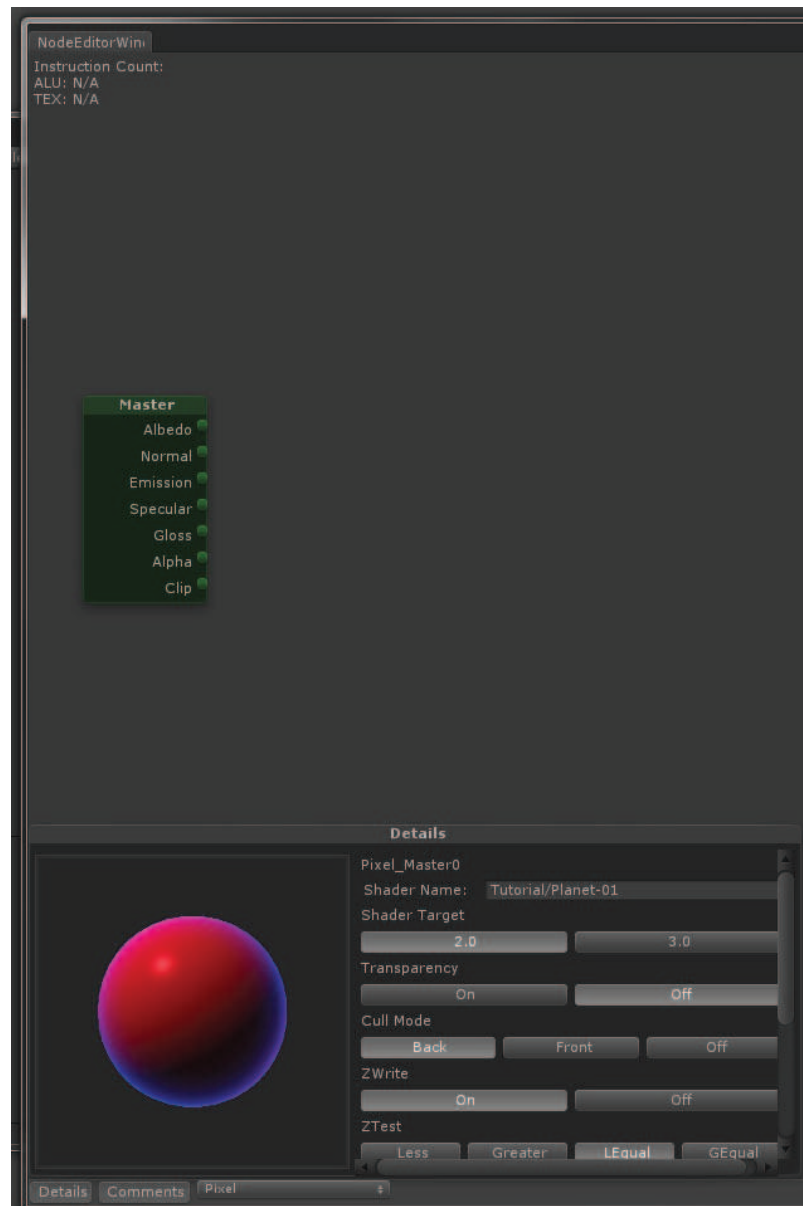 NodeEditorWin
Instruction Count:
ALU: N/A
TEX: N/A
Master
Albedo
Normal
Emission
Specular
Gloss
Alpha
Clip
Details
Pixel_Master0
Shader Name: Tutorial/Planet-01
Shader Target
2.0 3.0
Transparency
On Off
Cull Mode
Back Front Off
ZWrite
On Off
ZTest
Less Greater LEqual GEqual
Details Comments Pixel